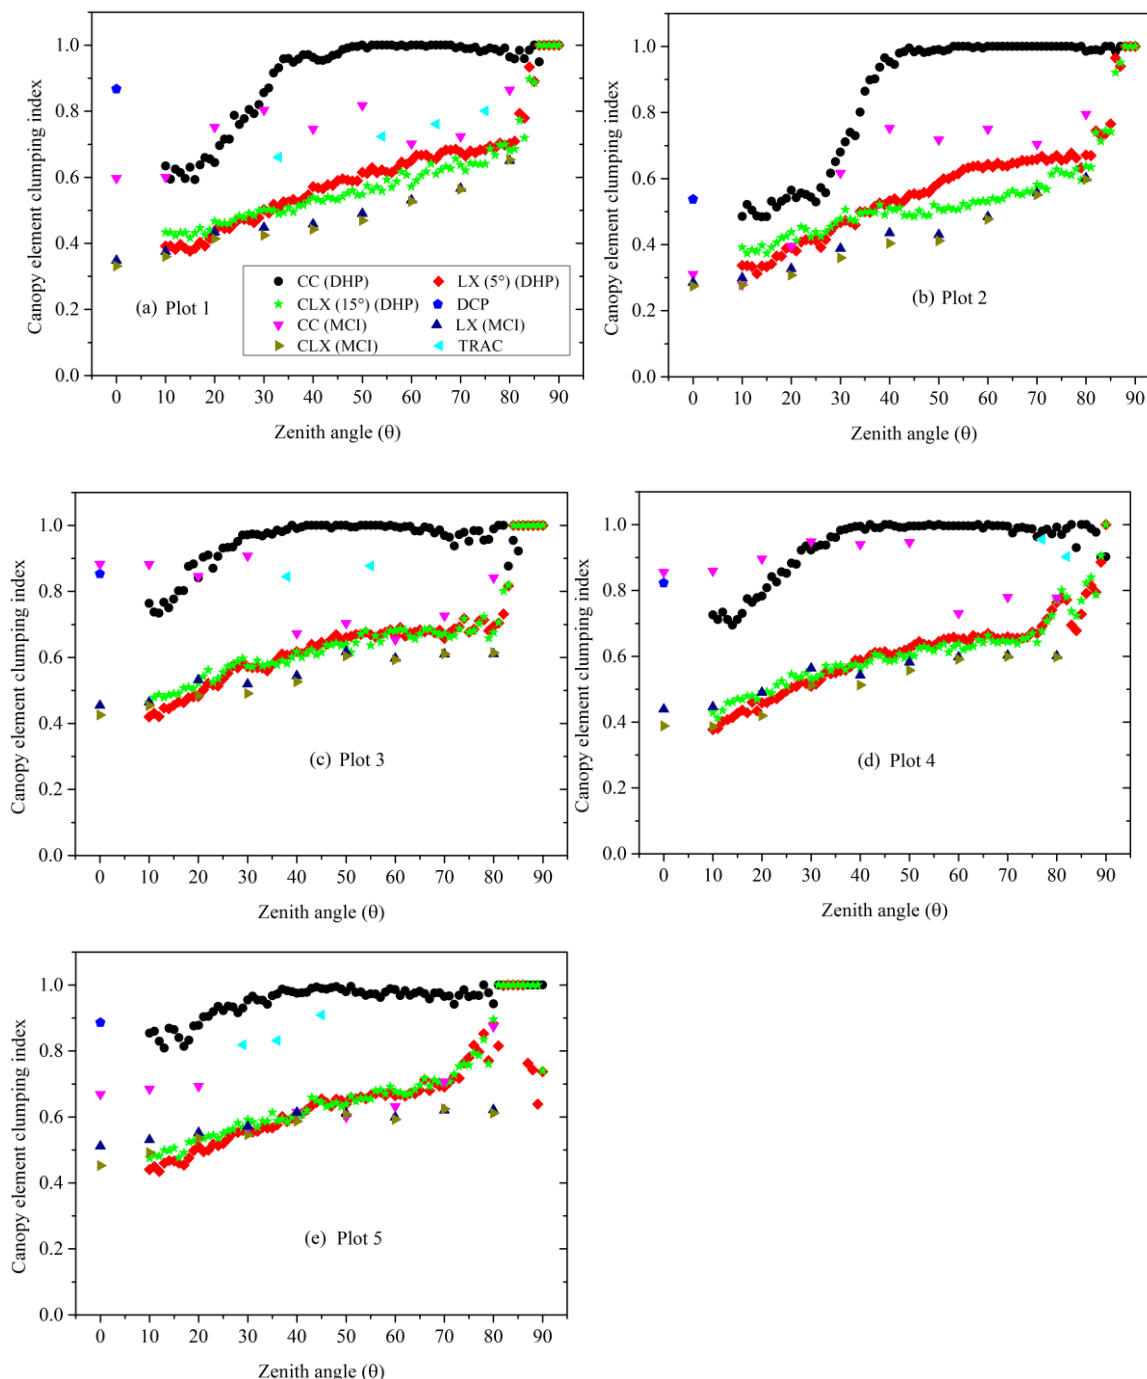 1.0
0.8
0.6
0.4
0.2
0.0
Canopy element clumping index
CC (DHP) LX (5°) (DHP)
CLX (15°) (DHP) DCP
CC (MCI) LX (MCI)
CLX (MCI) TRAC
(a) Plot 1
0 10 20 30 40 50 60 70 80 90
Zenith angle (θ)
1.0
0.8
0.6
0.4
0.2
0.0
Canopy element clumping index
(b) Plot 2
0 10 20 30 40 50 60 70 80 90
Zenith angle (θ)
1.0
0.8
0.6
0.4
0.2
0.0
Canopy element clumping index
(c) Plot 3
0 10 20 30 40 50 60 70 80 90
Zenith angle (θ)
1.0
0.8
0.6
0.4
0.2
0.0
Canopy element clumping index
(d) Plot 4
0 10 20 30 40 50 60 70 80 90
Zenith angle (θ)
1.0
0.8
0.6
0.4
0.2
0.0
Canopy element clumping index
(e) Plot 5
0 10 20 30 40 50 60 70 80 90
Zenith angle (θ)